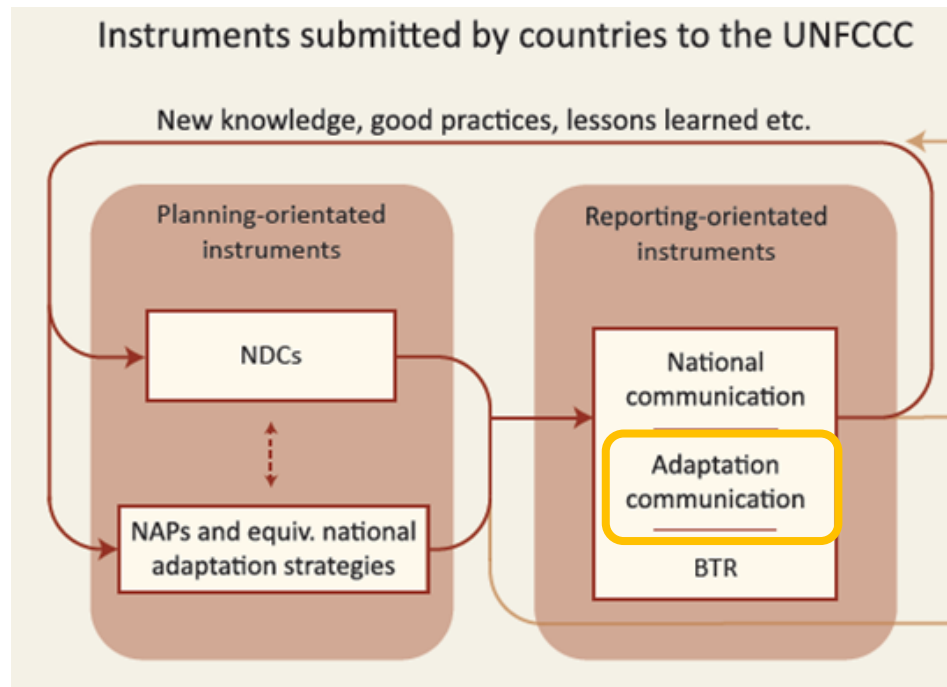 Instruments submitted by countries to the UNFCCC
New knowledge, good practices, lessons learned etc.
Planning-orientated
instruments
NDCs
NAPs and equiv. national
adaptation strategies
Reporting-orientated
instruments
National
communication
Adaptation
communication
BTR